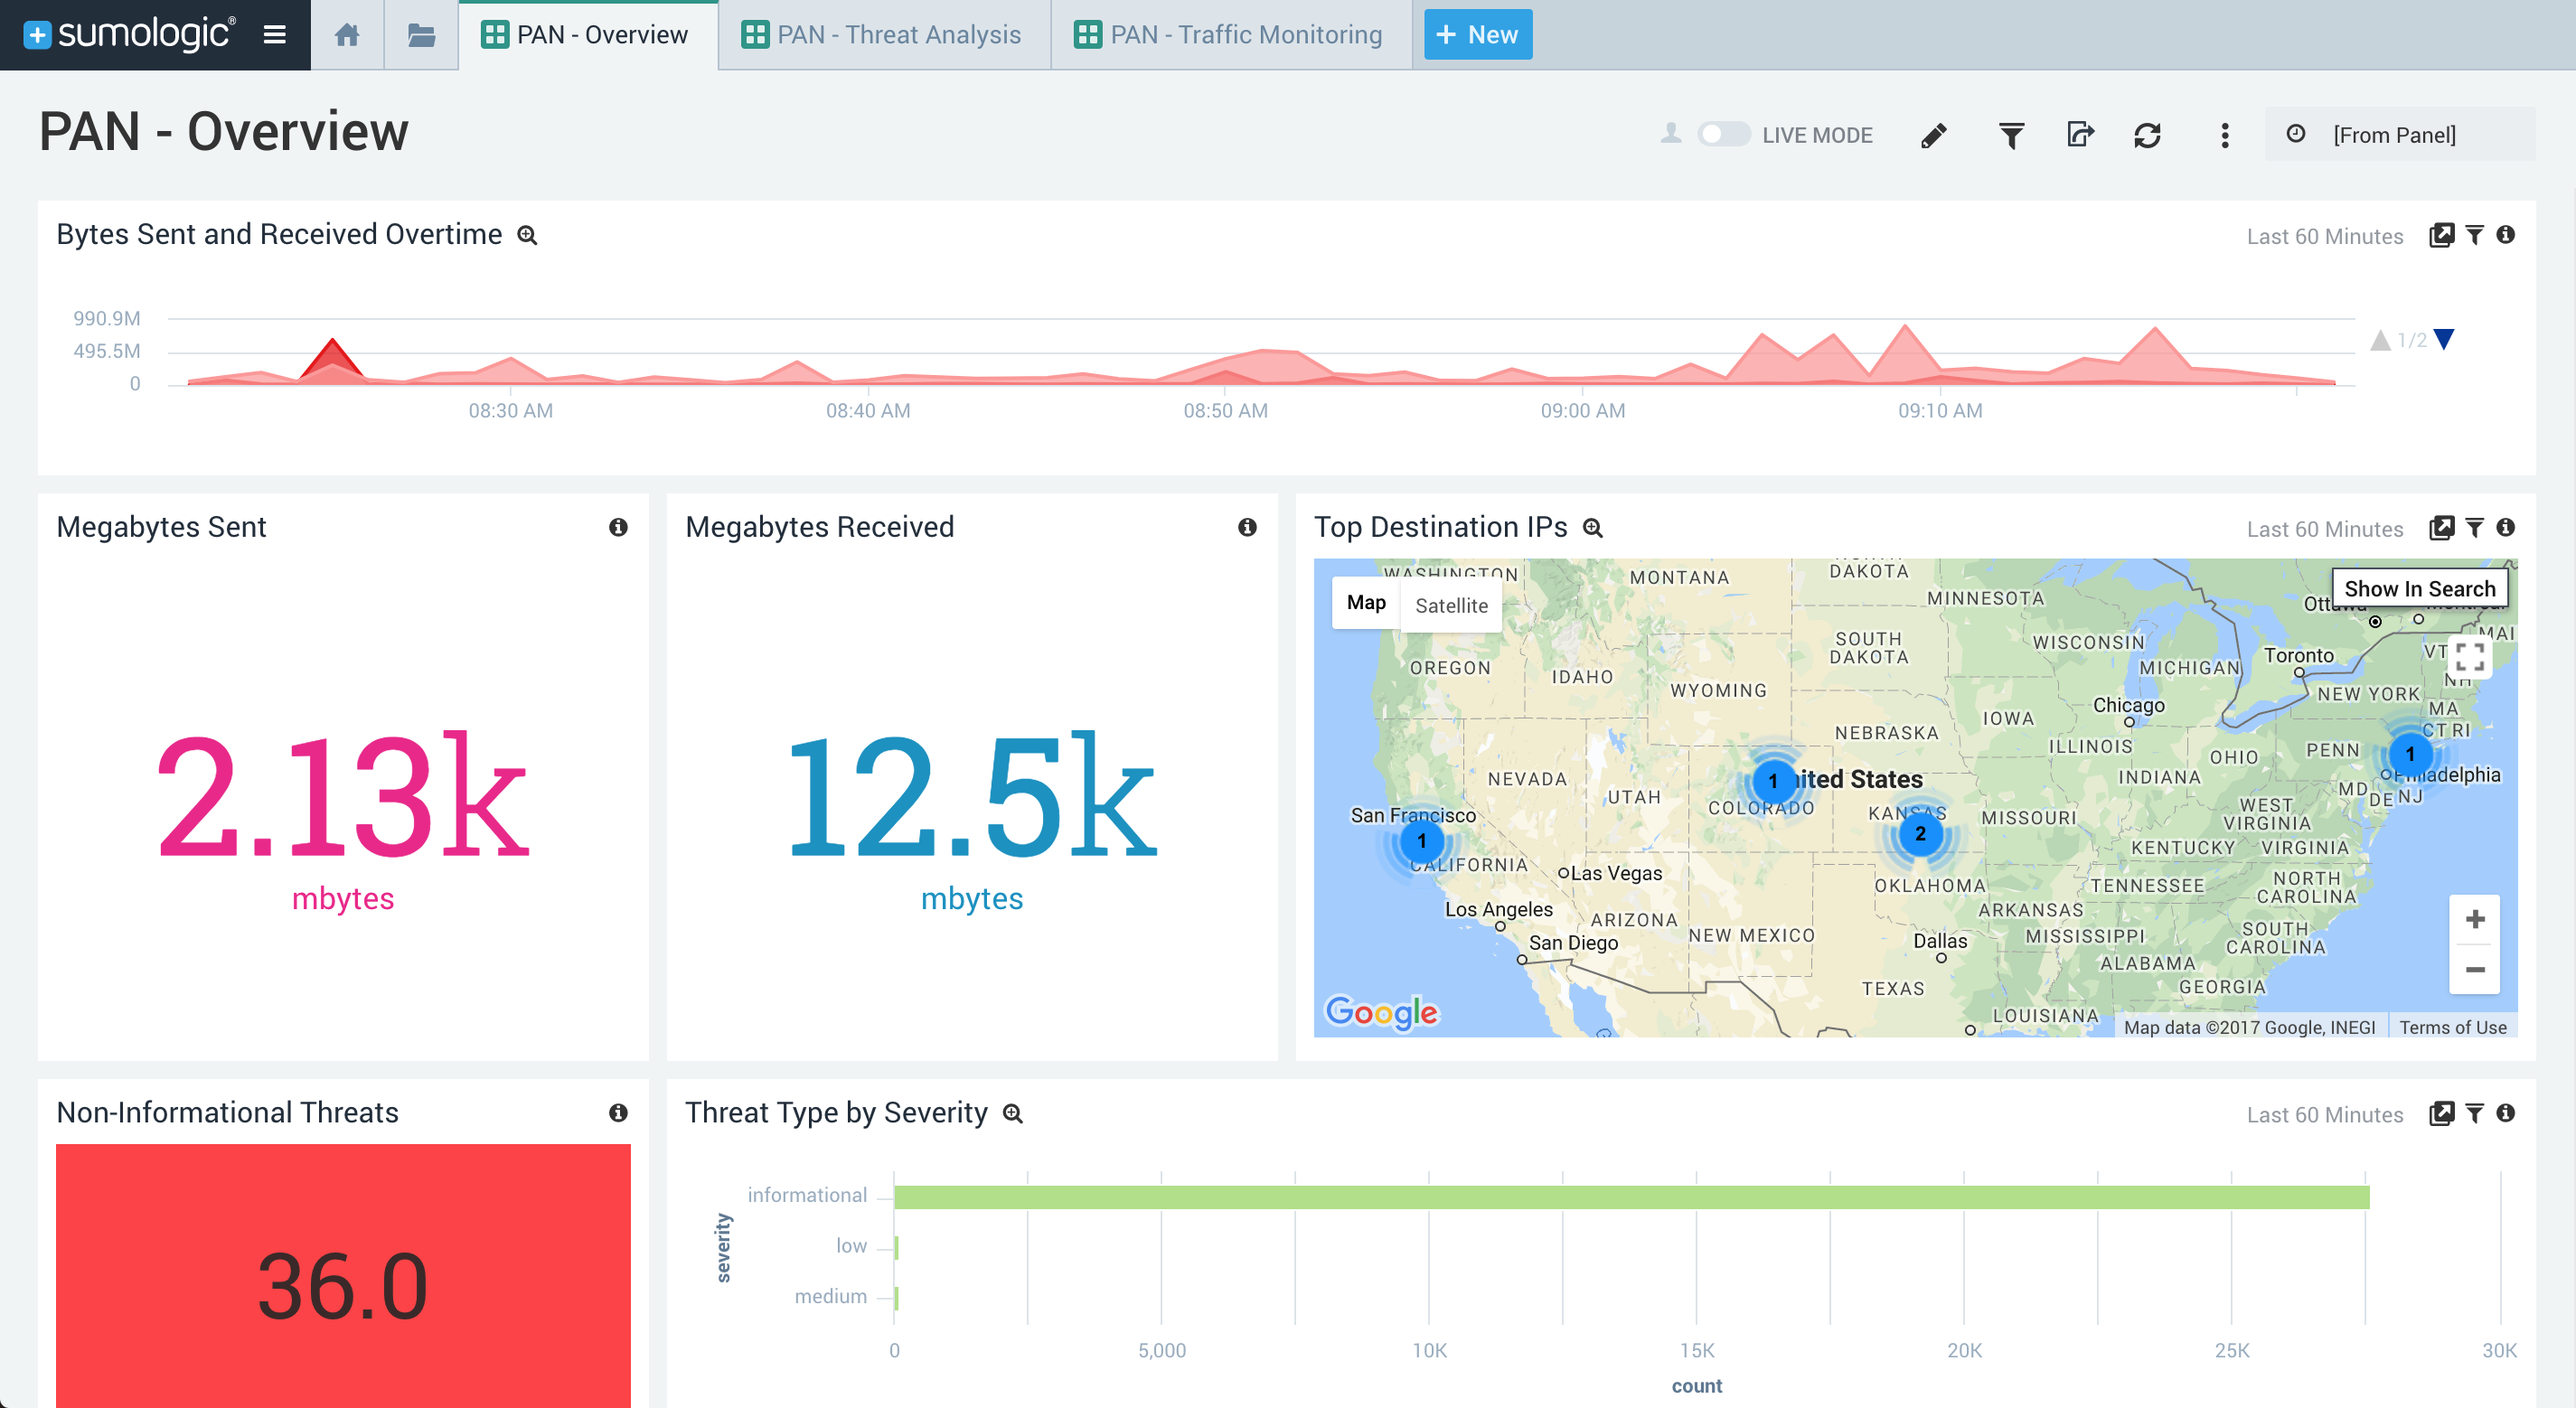 sumologic®
PAN - Overview
PAN - Threat Analysis
PAN - Traffic Monitoring
+ New
PAN - Overview
LIVE MODE
[From Panel]
Bytes Sent and Received Overtime
Last 60 Minutes
990.9M
495.5M
0
1/2
08:30 AM
08:40 AM
08:50 AM
09:00 AM
09:10 AM
Megabytes Sent
2.13k
mbytes
Megabytes Received
12.5k
mbytes
Top Destination IPs
Last 60 Minutes
Map
Satellite
Show In Search
WASHINGTON
MONTANA
DAKOTA
MINNESOTA
OREGON
IDAHO
WYOMING
SOUTH
DAKOTA
WISCONSIN
MICHIGAN
Toronto
VT
NH
NEW YORK
MA
CT RI
Chicago
IOWA
NEBRASKA
ILLINOIS
INDIANA
OHIO
PENN
1
Philadelphia
MD
DE
NJ
NEVADA
UTAH
1
United States
COLORADO
KANSAS
2
MISSOURI
WEST
VIRGINIA
KENTUCKY
VIRGINIA
San Francisco
1
CALIFORNIA
Las Vegas
OKLAHOMA
TENNESSEE
NORTH
CAROLINA
Los Angeles
ARIZONA
NEW MEXICO
ARKANSAS
MISSISSIPPI
SOUTH
CAROLINA
San Diego
Dallas
ALABAMA
TEXAS
GEORGIA
LOUISIANA
+
−
Google
Map data ©2017 Google, INEGI
Terms of Use
Non-Informational Threats
36.0
Threat Type by Severity
Last 60 Minutes
severity
informational
low
medium
0
5,000
10K
15K
20K
25K
30K
count